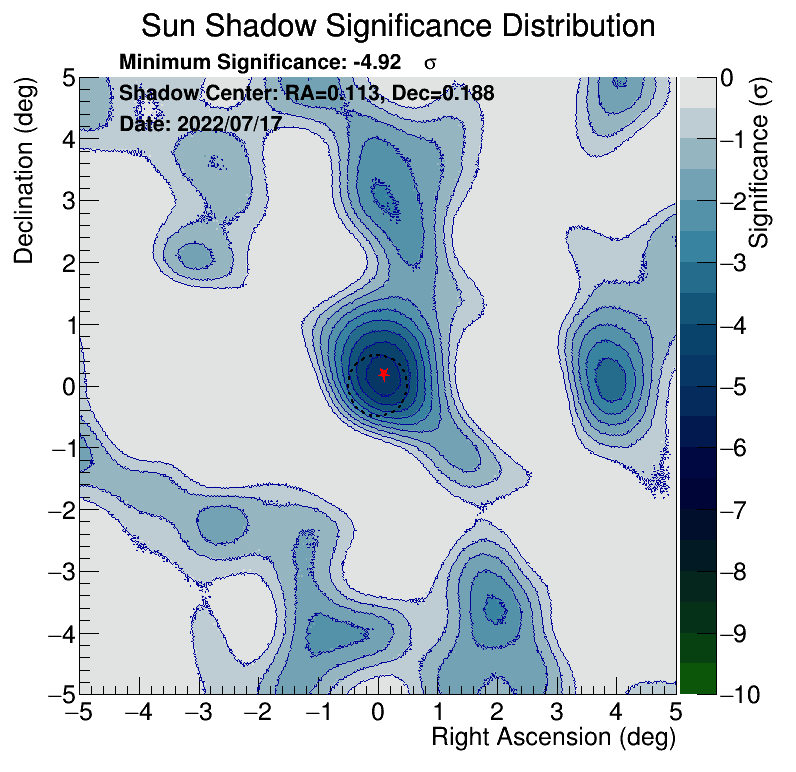 Sun Shadow Significance Distribution
Minimum Significance: -4.92 σ
Shadow Center: RA=0.113, Dec=0.188
Date: 2022/07/17
Declination (deg)
5
4
3
2
1
0
−1
−2
−3
−4
−5
−5 −4 −3 −2 −1 0 1 2 3 4 5
Right Ascension (deg)
0
−1
−2
−3
−4
−5
−6
−7
−8
−9
−10
Significance (σ)